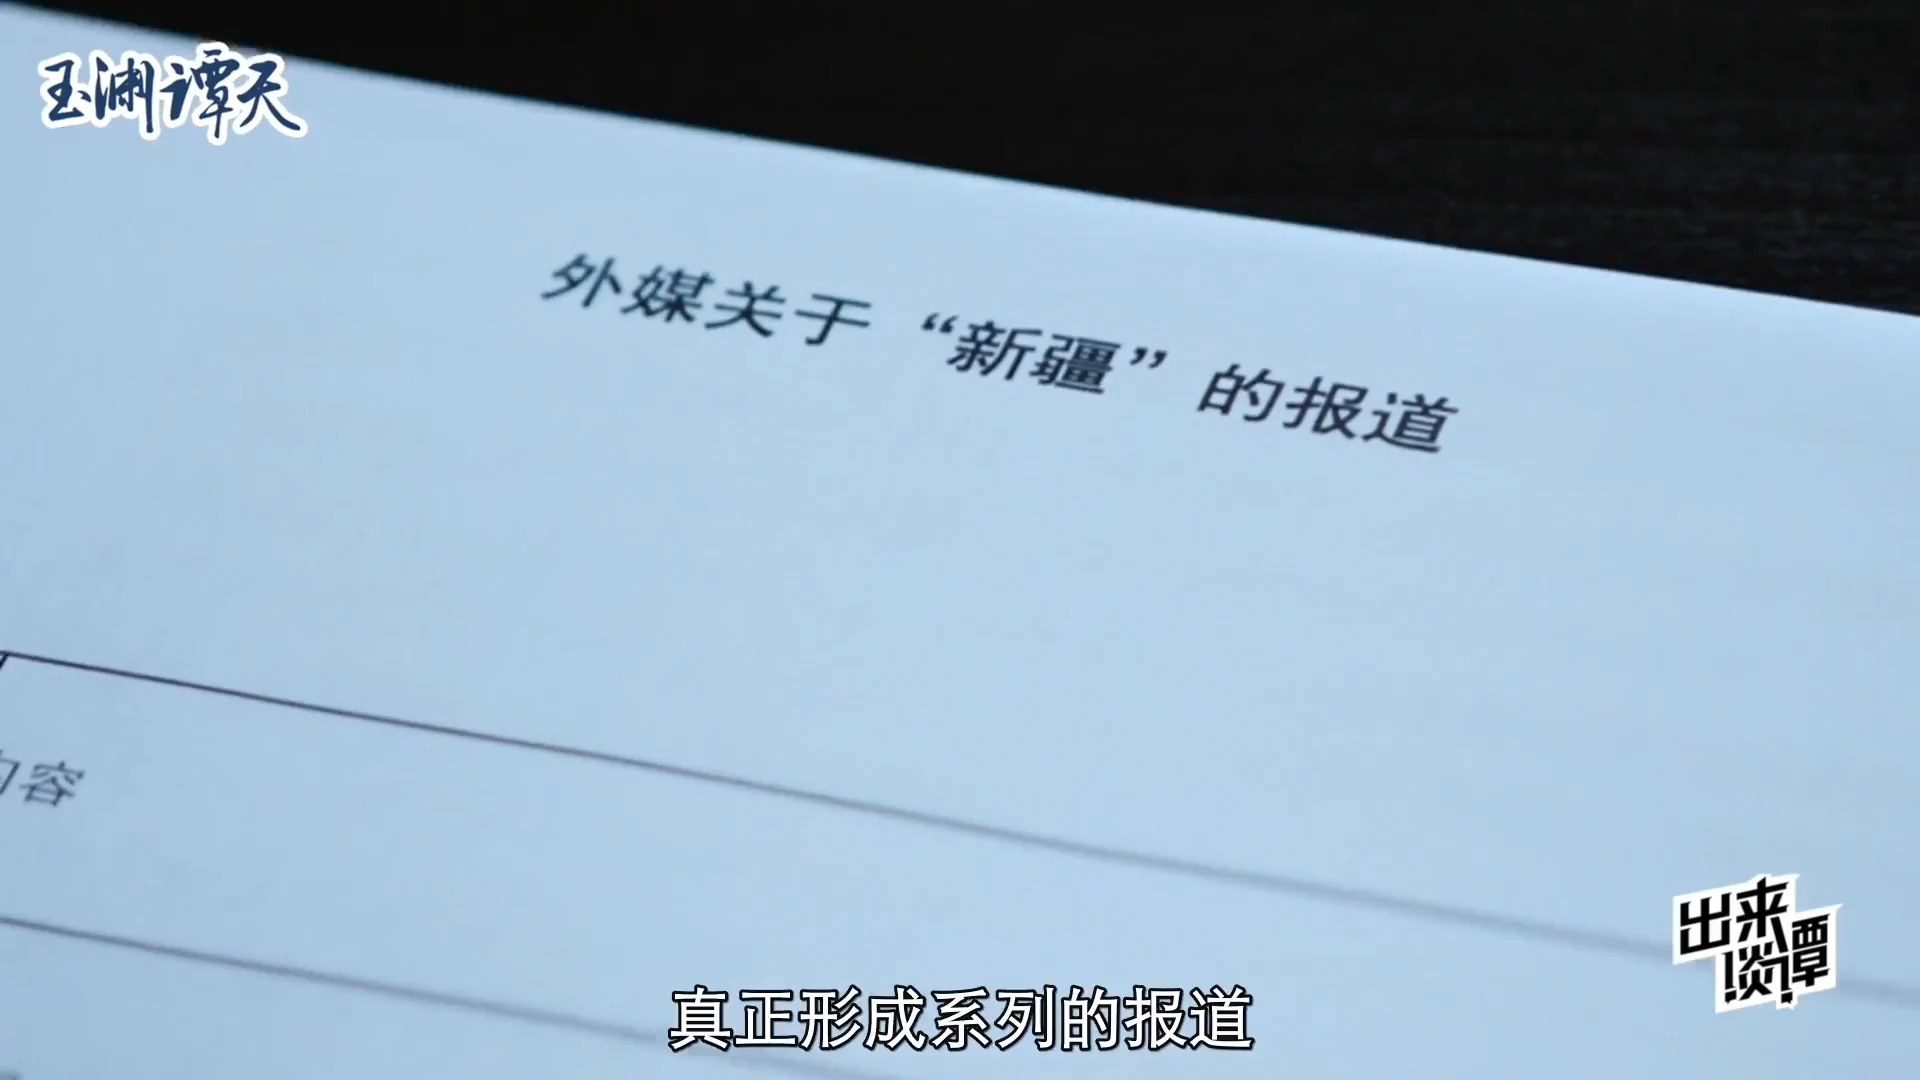 玉渊谭天
外媒关于“新疆”的报道
内容
出来
谈谭
真正形成系列的报道